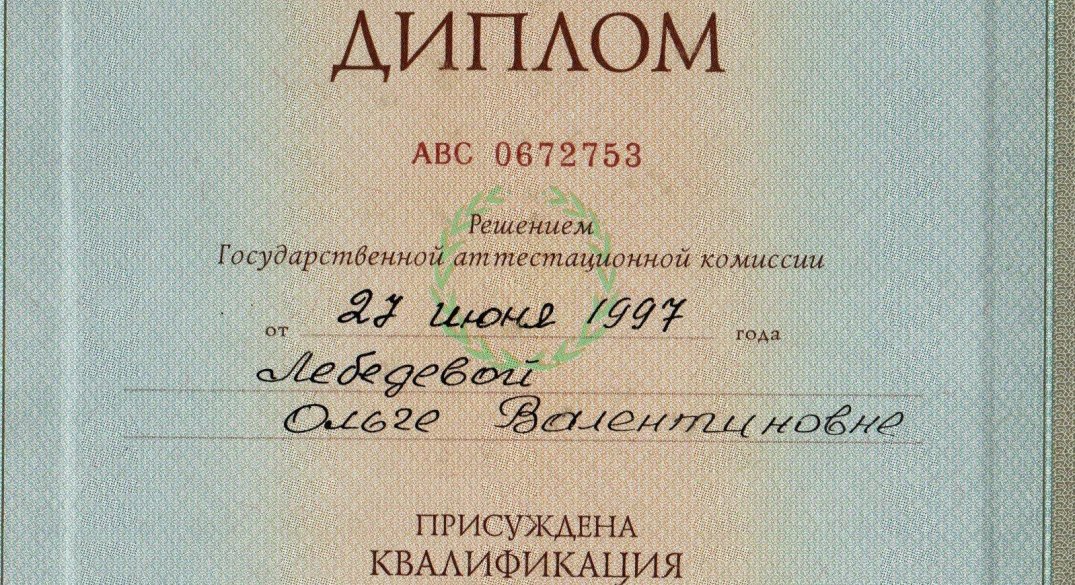 ДИПЛОМ
АВС 0672753
Решением
Государственной аттестационной комиссии
от 27 июня 1997 года
Лебедевой
Ольге Валентиновне
ПРИСУЖДЕНА
КВАЛИФИКАЦИЯ